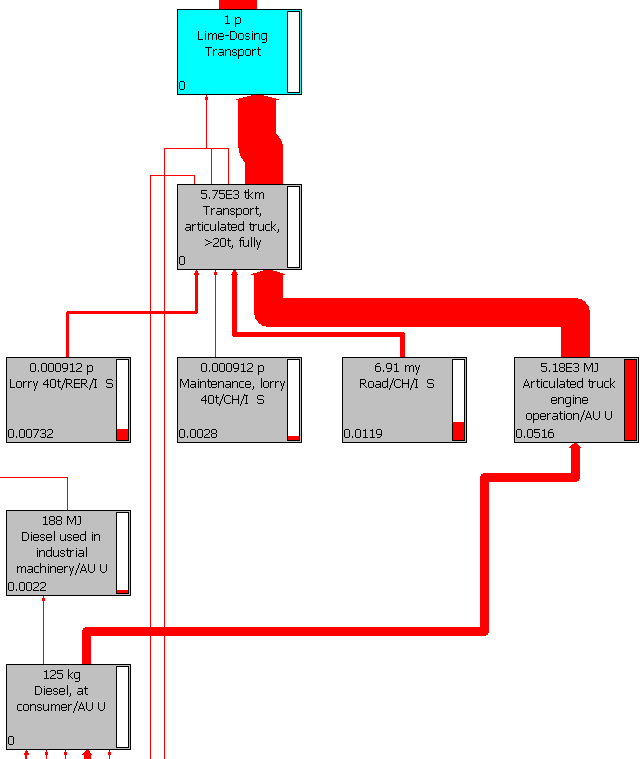 1 p
Lime-Dosing
Transport
0
5.75E3 tkm
Transport,
articulated truck,
>20t, fully
0
0.000912 p
Lorry 40t/RER/I S
0.00732
0.000912 p
Maintenance, lorry
40t/CH/I S
0.0028
6.91 my
Road/CH/I S
0.0119
5.18E3 MJ
Articulated truck
engine
operation/AU U
0.0516
188 MJ
Diesel used in
industrial
machinery/AU U
0.0022
125 kg
Diesel, at
consumer/AU U
0